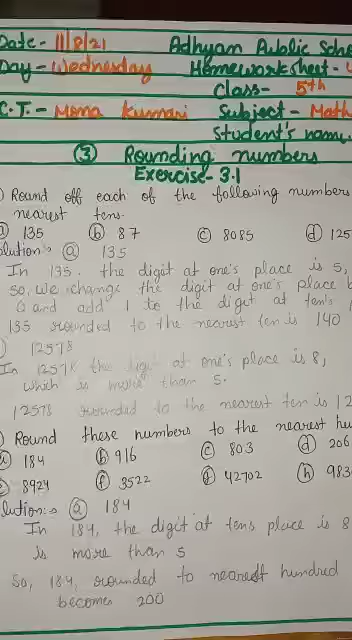 Date- 11/8/21 Adhyam Public Scho
Day- Wednesday Homeworksheet-
Class- 5th
C.T.- Mona Kumari Subject- Math
Student's name
③ Rounding numbers
Exercise- 3.1
) Round off each of the following numbers
nearest tens.
135 ⓑ 87 ⓒ 8085 ⓓ 125
lution:- ⓐ 135
In 135. the digit at one's place is 5,
so, we change the digit at one's place b
0 and add 1 to the digit at ten's
135 rounded to the nearest ten is 140
) 12578
In 12578 the digit at one's place is 8,
which is more than 5.
12578 rounded to the nearest ten is 12
) Round these numbers to the nearest hu
ⓐ 184 ⓑ 916 ⓒ 803 ⓓ 206
8924 ⓕ 3522 ⓖ 42702 ⓗ 983
lution:- ⓐ 184
In 184, the digit at tens place is 8
is more than 5
So, 184, rounded to nearest hundred
becomes 200